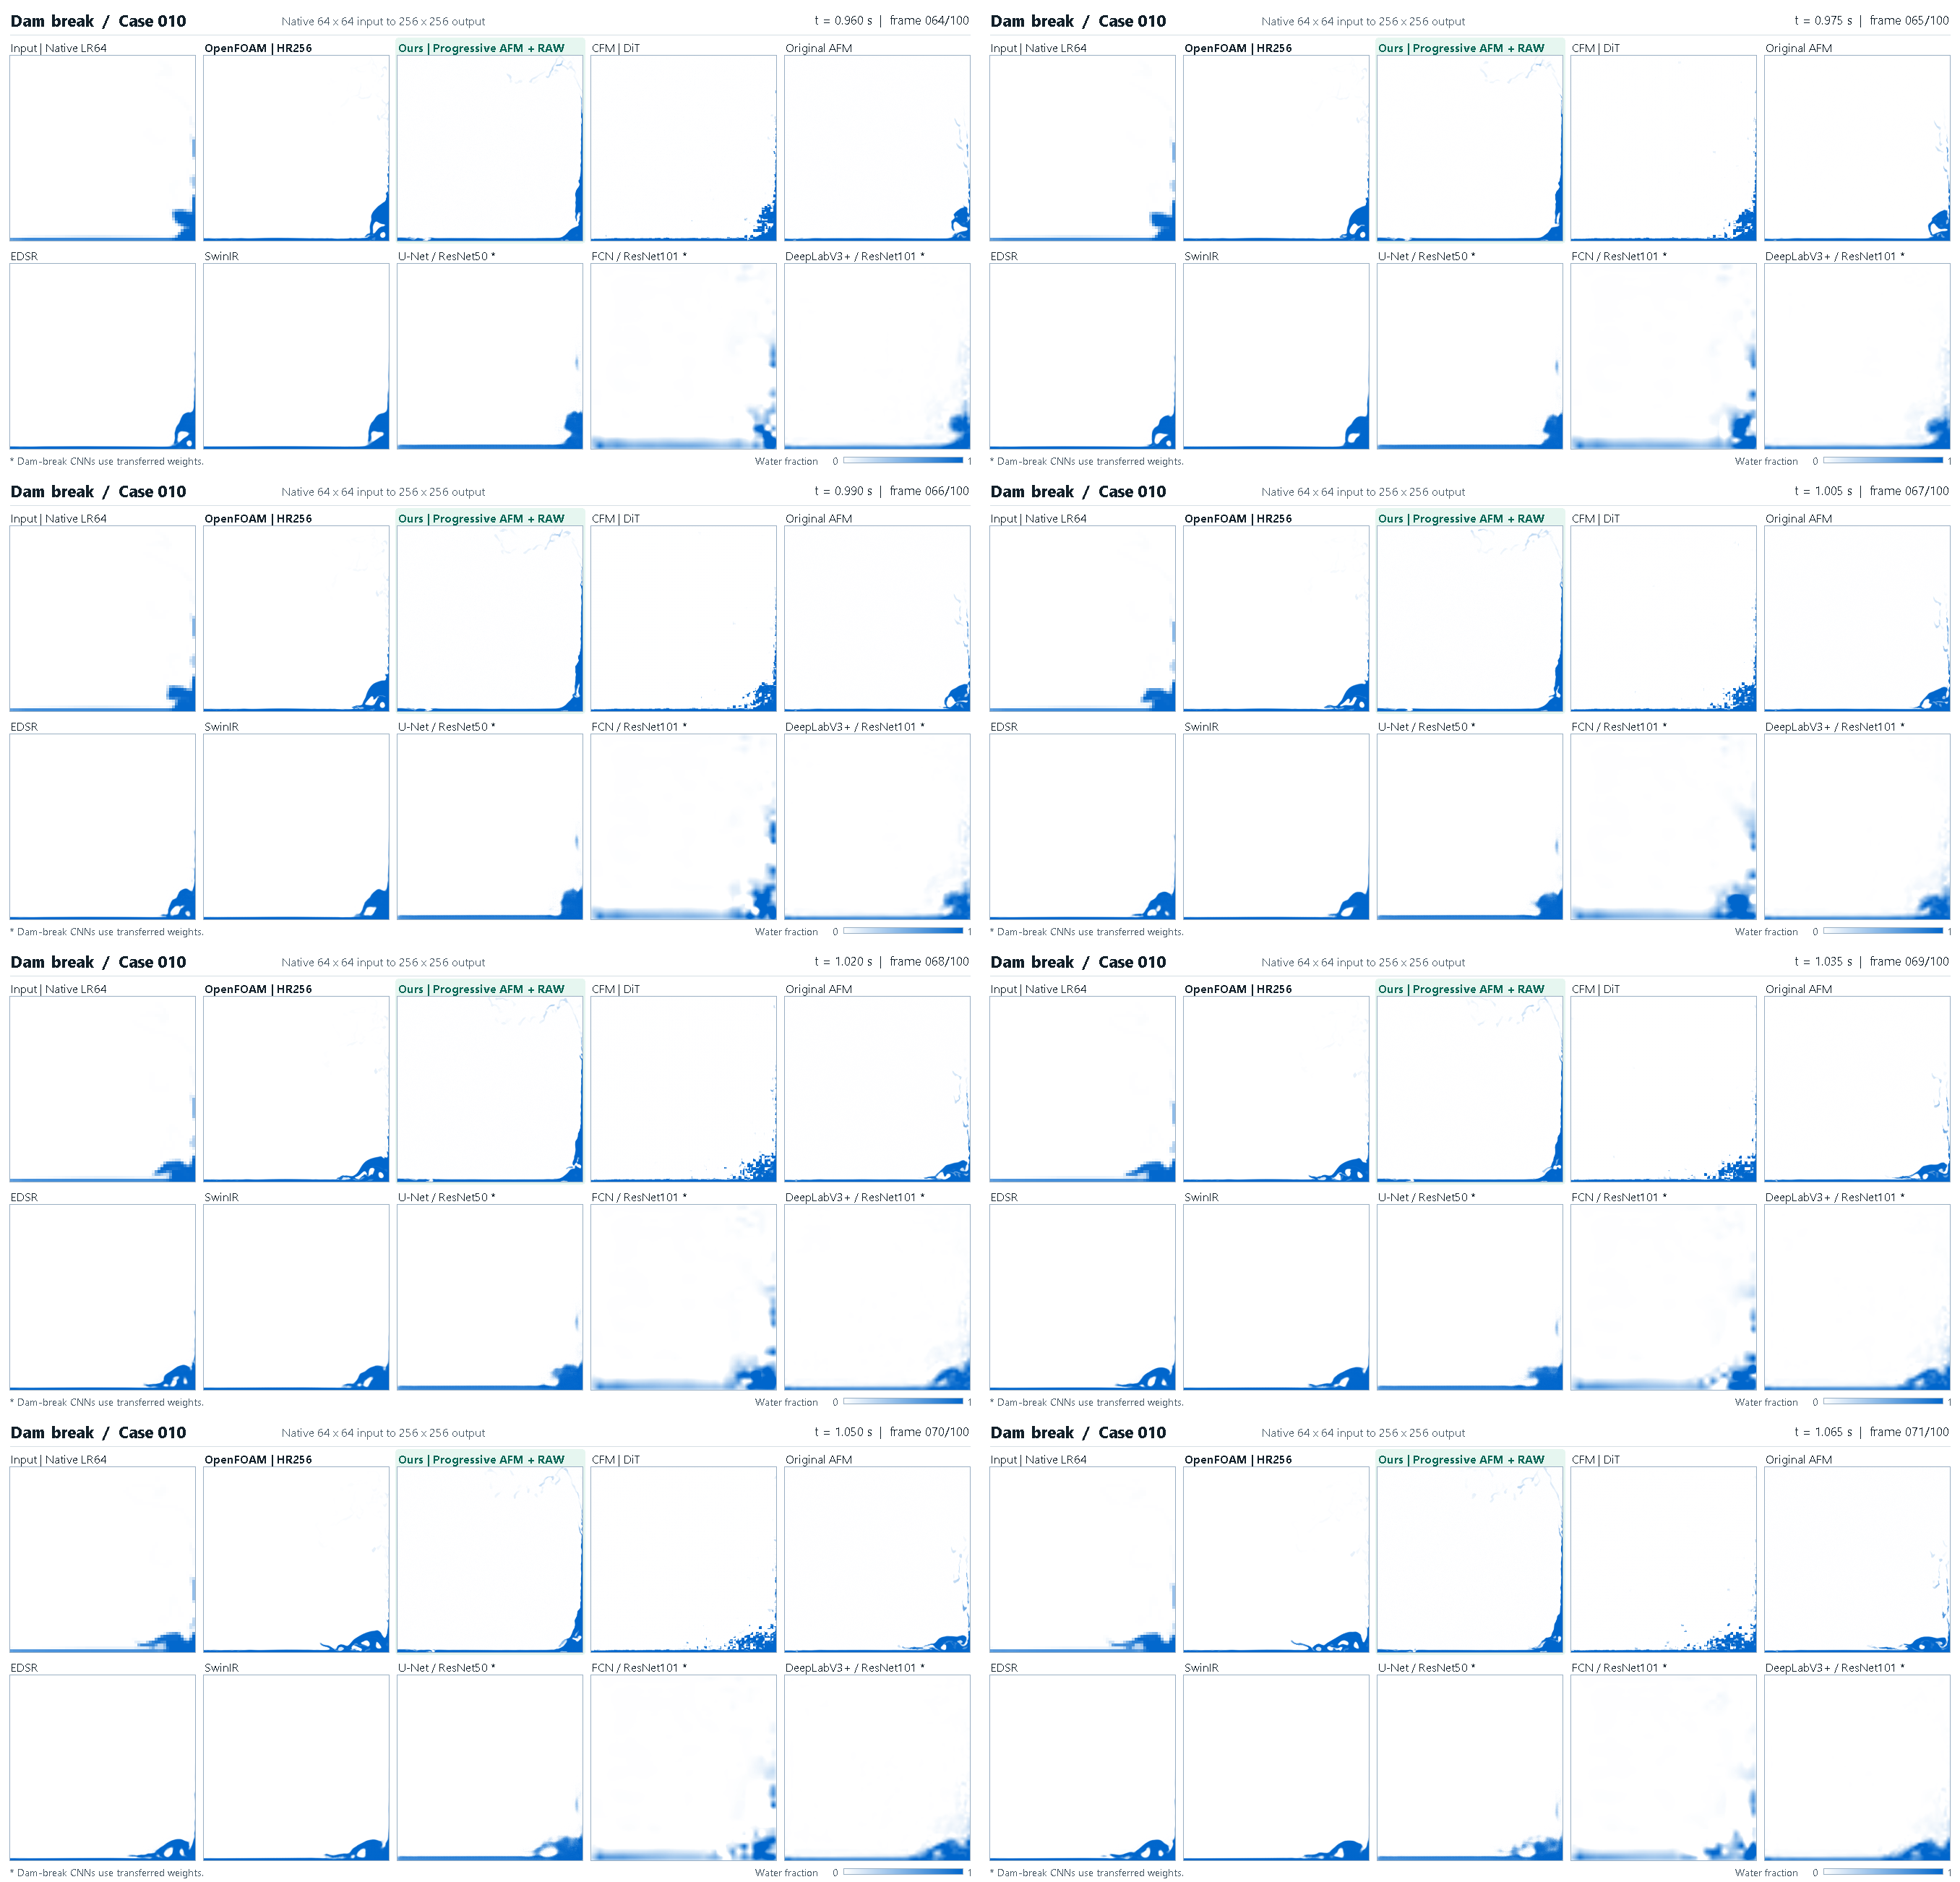 Dam break / Case 010 Native 64 x 64 input to 256 x 256 output t = 0.960 s | frame 064/100
Input | Native LR64 OpenFOAM | HR256 Ours | Progressive AFM + RAW CFM | DiT Original AFM
EDSR SwinIR U-Net / ResNet50 * FCN / ResNet101 * DeepLabV3+ / ResNet101 *
* Dam-break CNNs use transferred weights. Water fraction 0 1
Dam break / Case 010 Native 64 x 64 input to 256 x 256 output t = 0.975 s | frame 065/100
Input | Native LR64 OpenFOAM | HR256 Ours | Progressive AFM + RAW CFM | DiT Original AFM
EDSR SwinIR U-Net / ResNet50 * FCN / ResNet101 * DeepLabV3+ / ResNet101 *
* Dam-break CNNs use transferred weights. Water fraction 0 1
Dam break / Case 010 Native 64 x 64 input to 256 x 256 output t = 0.990 s | frame 066/100
Input | Native LR64 OpenFOAM | HR256 Ours | Progressive AFM + RAW CFM | DiT Original AFM
EDSR SwinIR U-Net / ResNet50 * FCN / ResNet101 * DeepLabV3+ / ResNet101 *
* Dam-break CNNs use transferred weights. Water fraction 0 1
Dam break / Case 010 Native 64 x 64 input to 256 x 256 output t = 1.005 s | frame 067/100
Input | Native LR64 OpenFOAM | HR256 Ours | Progressive AFM + RAW CFM | DiT Original AFM
EDSR SwinIR U-Net / ResNet50 * FCN / ResNet101 * DeepLabV3+ / ResNet101 *
* Dam-break CNNs use transferred weights. Water fraction 0 1
Dam break / Case 010 Native 64 x 64 input to 256 x 256 output t = 1.020 s | frame 068/100
Input | Native LR64 OpenFOAM | HR256 Ours | Progressive AFM + RAW CFM | DiT Original AFM
EDSR SwinIR U-Net / ResNet50 * FCN / ResNet101 * DeepLabV3+ / ResNet101 *
* Dam-break CNNs use transferred weights. Water fraction 0 1
Dam break / Case 010 Native 64 x 64 input to 256 x 256 output t = 1.035 s | frame 069/100
Input | Native LR64 OpenFOAM | HR256 Ours | Progressive AFM + RAW CFM | DiT Original AFM
EDSR SwinIR U-Net / ResNet50 * FCN / ResNet101 * DeepLabV3+ / ResNet101 *
* Dam-break CNNs use transferred weights. Water fraction 0 1
Dam break / Case 010 Native 64 x 64 input to 256 x 256 output t = 1.050 s | frame 070/100
Input | Native LR64 OpenFOAM | HR256 Ours | Progressive AFM + RAW CFM | DiT Original AFM
EDSR SwinIR U-Net / ResNet50 * FCN / ResNet101 * DeepLabV3+ / ResNet101 *
* Dam-break CNNs use transferred weights. Water fraction 0 1
Dam break / Case 010 Native 64 x 64 input to 256 x 256 output t = 1.065 s | frame 071/100
Input | Native LR64 OpenFOAM | HR256 Ours | Progressive AFM + RAW CFM | DiT Original AFM
EDSR SwinIR U-Net / ResNet50 * FCN / ResNet101 * DeepLabV3+ / ResNet101 *
* Dam-break CNNs use transferred weights. Water fraction 0 1